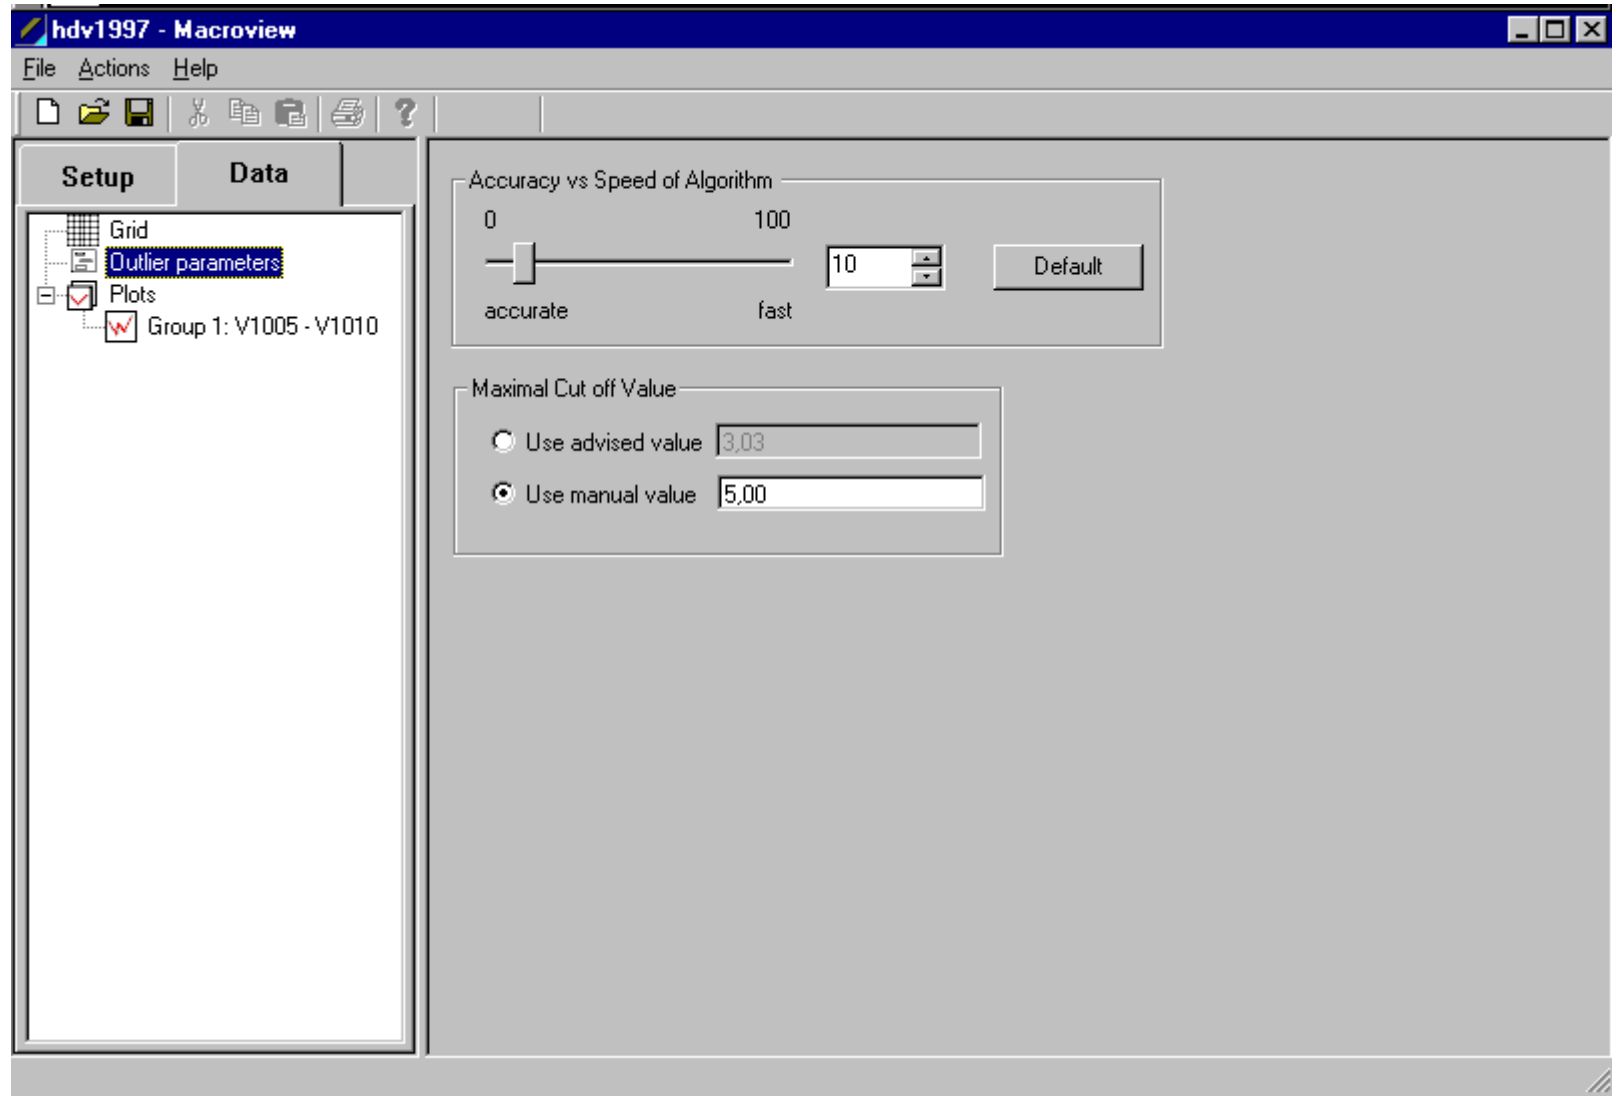 hdv1997 - Macroview
File Actions Help
Setup Data
Grid
Outlier parameters
Plots
Group 1: V1005 - V1010
Accuracy vs Speed of Algorithm
0 100
10 Default
accurate fast
Maximal Cut off Value
Use advised value 3,03
Use manual value 5,00